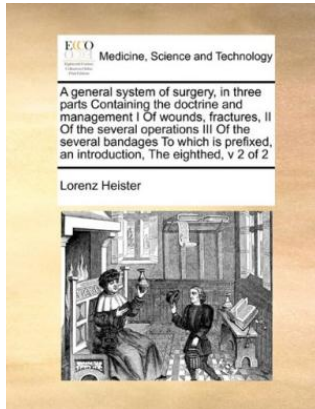 ECCO
Medicine, Science and Technology
A general system of surgery, in three
parts Containing the doctrine and
management I Of wounds, fractures, II
Of the several operations III Of the
several bandages To which is prefixed,
an introduction, The eighthed, v 2 of 2
Lorenz Heister